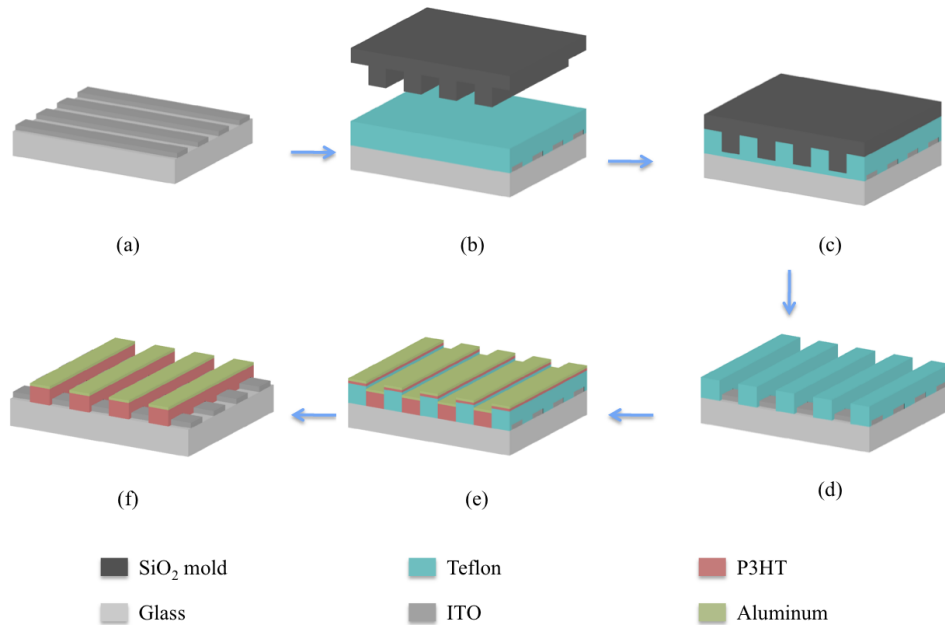 (a)
(b)
(c)
(f)
(e)
(d)
SiO₂ mold
Teflon
P3HT
Glass
ITO
Aluminum